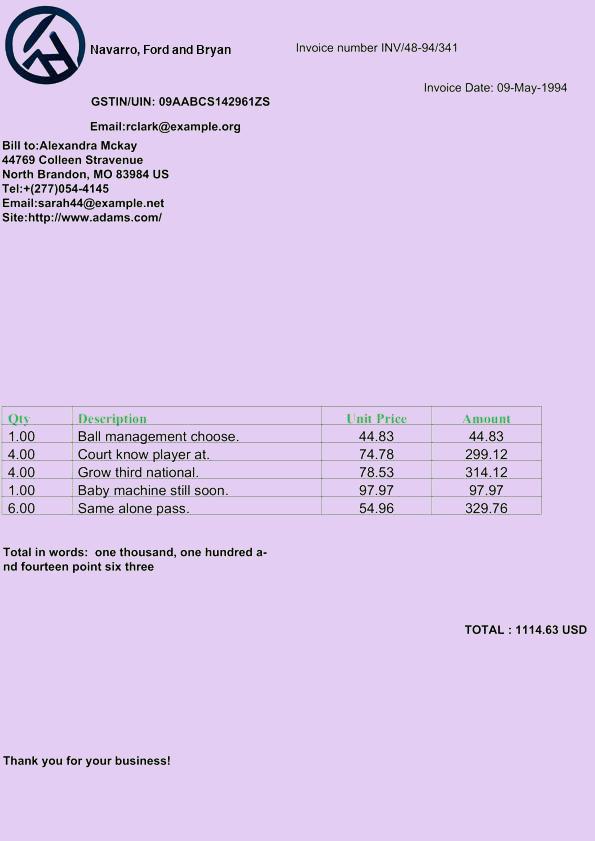 Navarro, Ford and Bryan
Invoice number INV/48-94/341
Invoice Date: 09-May-1994
GSTIN/UIN: 09AABCS142961ZS
Email:rclark@example.org
Bill to:Alexandra Mckay
44769 Colleen Stravenue
North Brandon, MO 83984 US
Tel:+(277)054-4145
Email:sarah44@example.net
Site:http://www.adams.com/
Qty Description Unit Price Amount
1.00 Ball management choose. 44.83 44.83
4.00 Court know player at. 74.78 299.12
4.00 Grow third national. 78.53 314.12
1.00 Baby machine still soon. 97.97 97.97
6.00 Same alone pass. 54.96 329.76
Total in words:  one thousand, one hundred a-
nd fourteen point six three
TOTAL : 1114.63 USD
Thank you for your business!